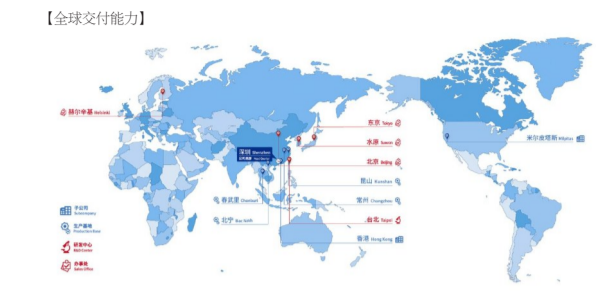 【全球交付能力】
赫尔辛基 Helsinki
东京 Tokyo
水原 Suwon
米尔皮塔斯 Milpitas
深圳 Shenzhen
北京 Beijing
昆山 Kunshan
春武里 Chonburi
常州 Changzhou
北宁 Bac Ninh
台北 Taipei
香港 Hong Kong
子公司
Subsidiary
生产基地
Production Base
研发中心
R&D Center
办事处
Sales Office